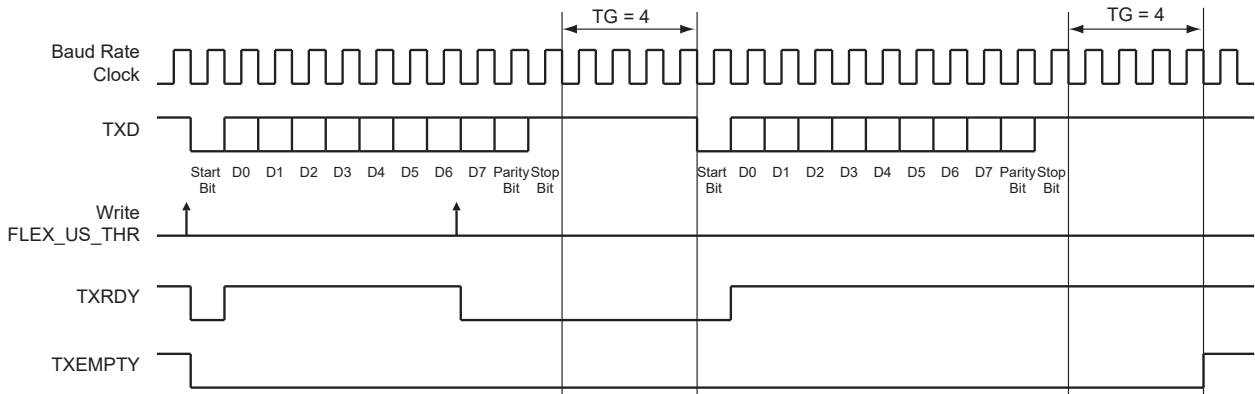 TG = 4
TG = 4
Baud Rate
Clock
TXD
Start D0 D1 D2 D3 D4 D5 D6 D7 Parity Stop
Bit Bit Bit
Start D0 D1 D2 D3 D4 D5 D6 D7 Parity Stop
Bit Bit Bit
Write
FLEX_US_THR
TXRDY
TXEMPTY